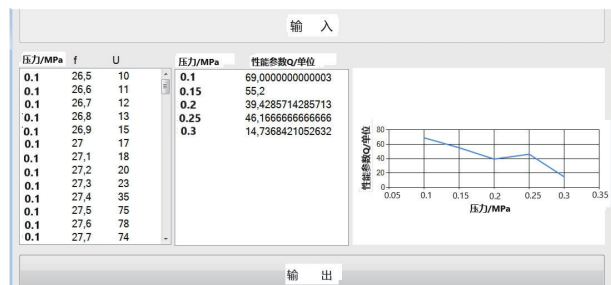 输 入
压力/MPa f U
0.1 26,5 10
0.1 26,6 11
0.1 26,7 12
0.1 26,8 13
0.1 26,9 15
0.1 27 17
0.1 27,1 18
0.1 27,2 20
0.1 27,3 23
0.1 27,4 35
0.1 27,5 75
0.1 27,6 78
0.1 27,7 74
压力/MPa 性能参数Q/单位
0.1 69,0000000000003
0.15 55,2
0.2 39,4285714285713
0.25 46,1666666666666
0.3 14,7368421052632
性能参数Q/单位
80
60
40
20
0
0.05 0.1 0.15 0.2 0.25 0.3 0.35
压力/MPa
输 出